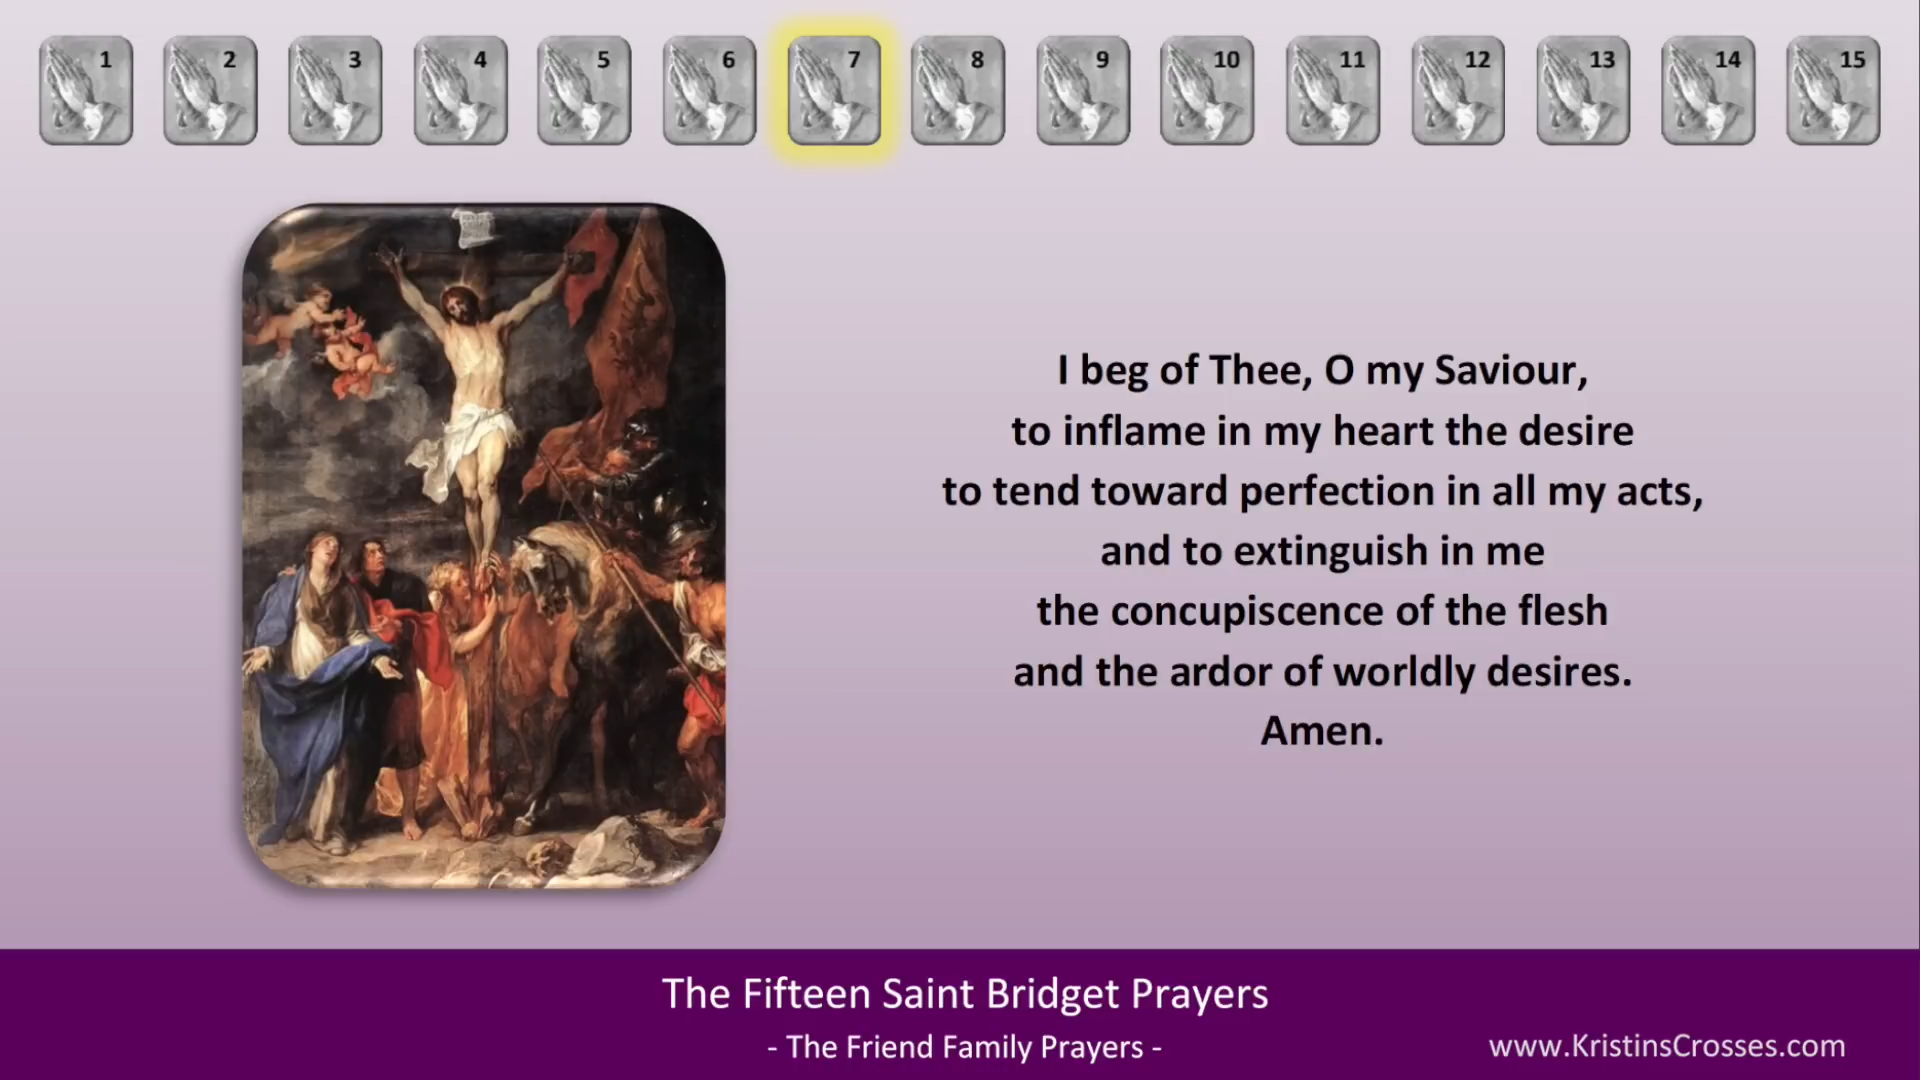 1 2 3 4 5 6 7 8 9 10 11 12 13 14 15
I beg of Thee, O my Saviour,
to inflame in my heart the desire
to tend toward perfection in all my acts,
and to extinguish in me
the concupiscence of the flesh
and the ardor of worldly desires.
Amen.
The Fifteen Saint Bridget Prayers
- The Friend Family Prayers -
www.KristinsCrosses.com